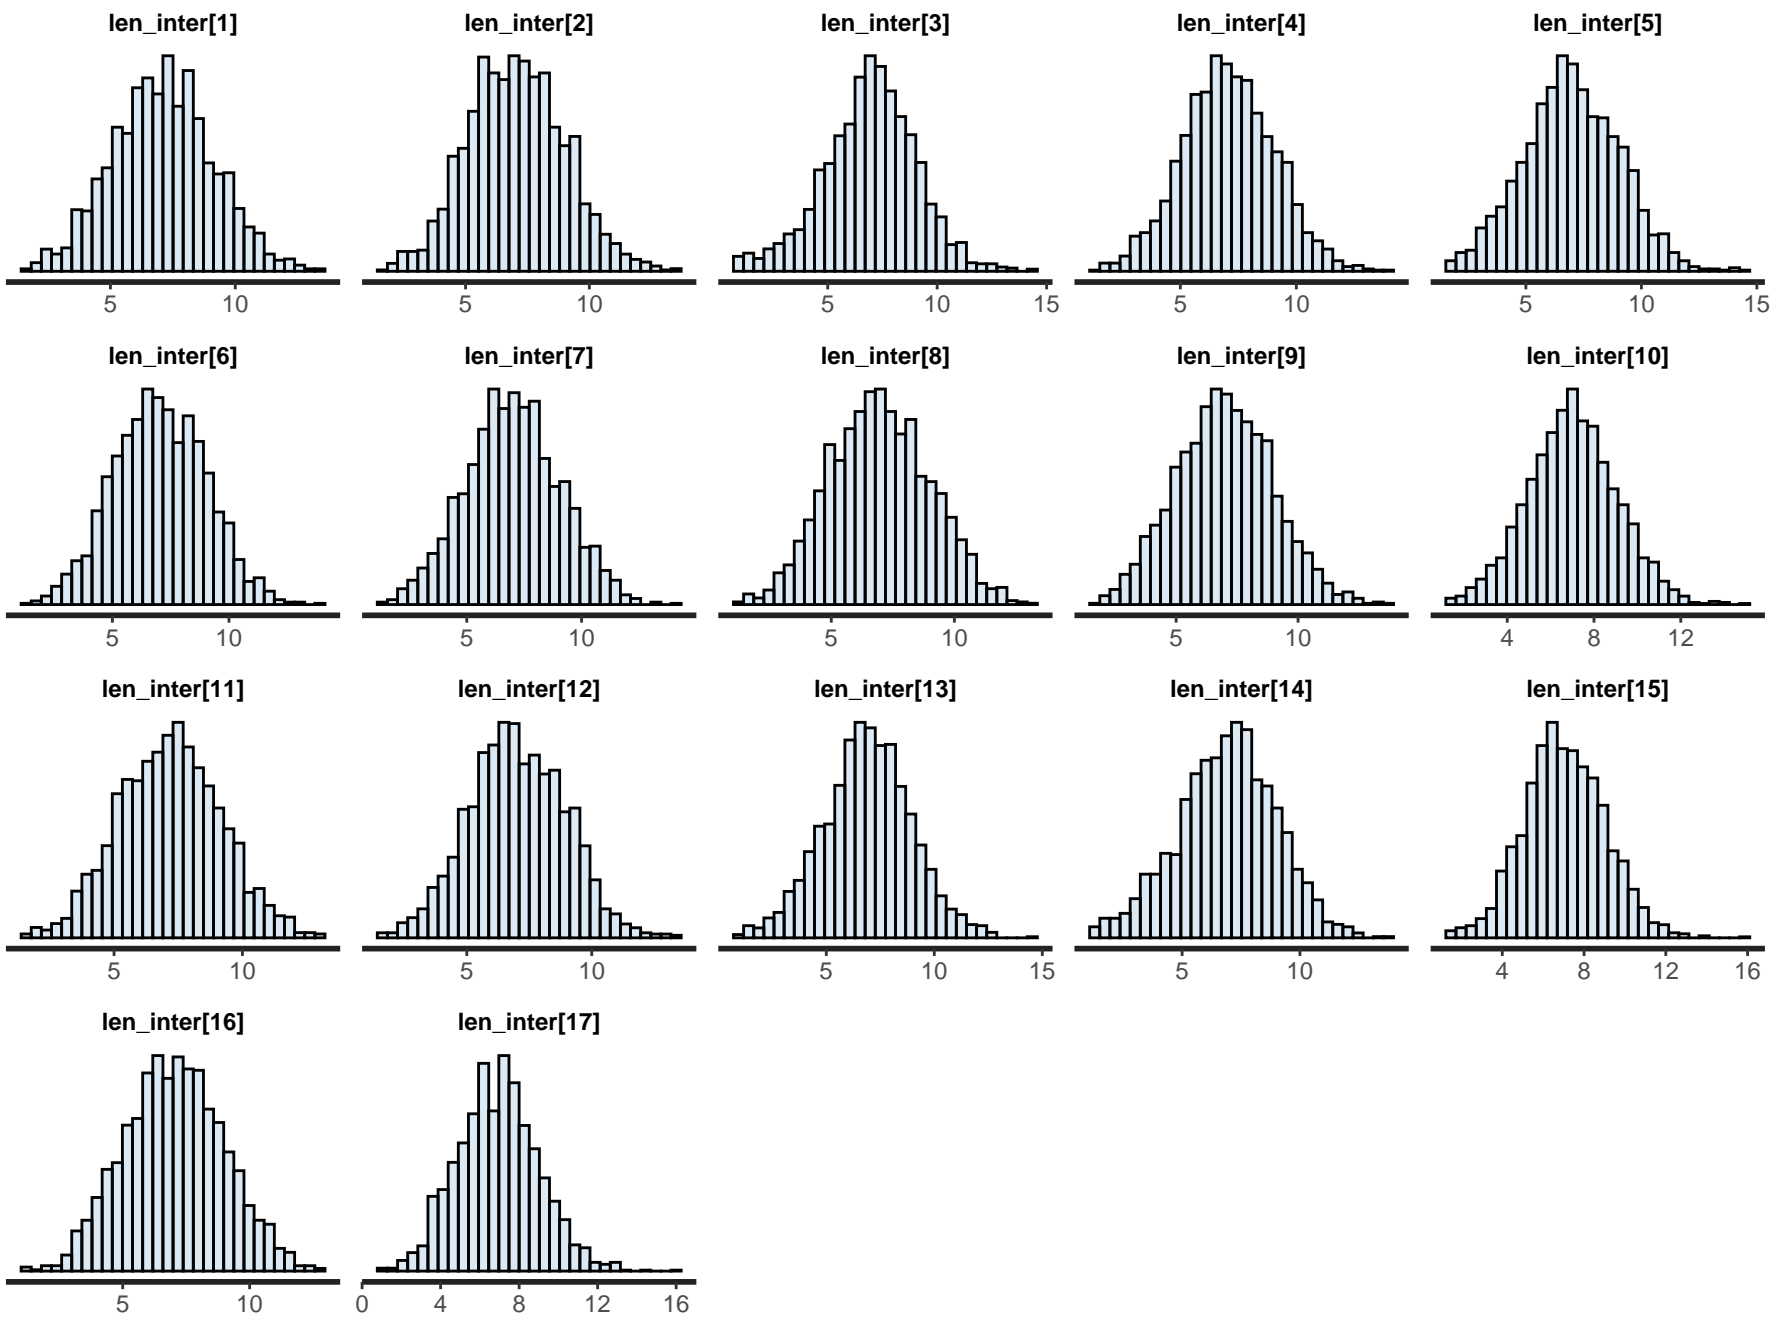 len_inter[1] len_inter[2] len_inter[3] len_inter[4] len_inter[5]
5 10 5 10 5 10 15 5 10 5 10 15
len_inter[6] len_inter[7] len_inter[8] len_inter[9] len_inter[10]
5 10 5 10 5 10 5 10 4 8 12
len_inter[11] len_inter[12] len_inter[13] len_inter[14] len_inter[15]
5 10 5 10 5 10 15 5 10 4 8 12 16
len_inter[16] len_inter[17]
5 10 0 4 8 12 16